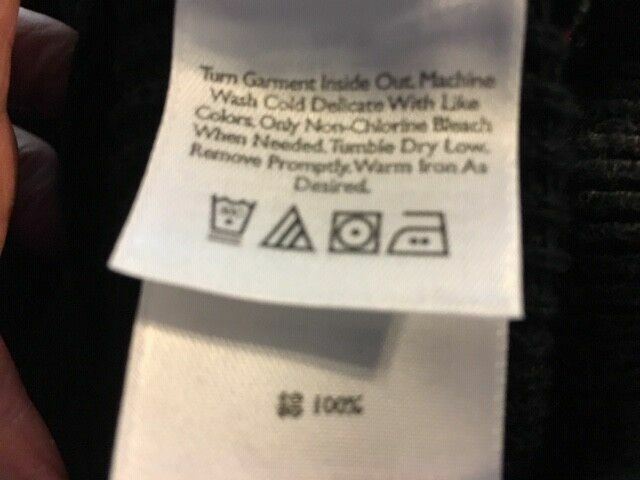 Turn Garment Inside Out. Machine
Wash Cold Delicate With Like
Colors. Only Non-Chlorine Bleach
When Needed. Tumble Dry Low.
Remove Promptly. Warm Iron As
Desired.
100%